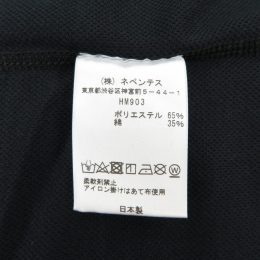 (株) ネペンテス
東京都渋谷区神宮前5-44-1
HM903
ポリエステル 65%
綿 35%
柔軟剤禁止
アイロン掛けはあて布使用
日本製